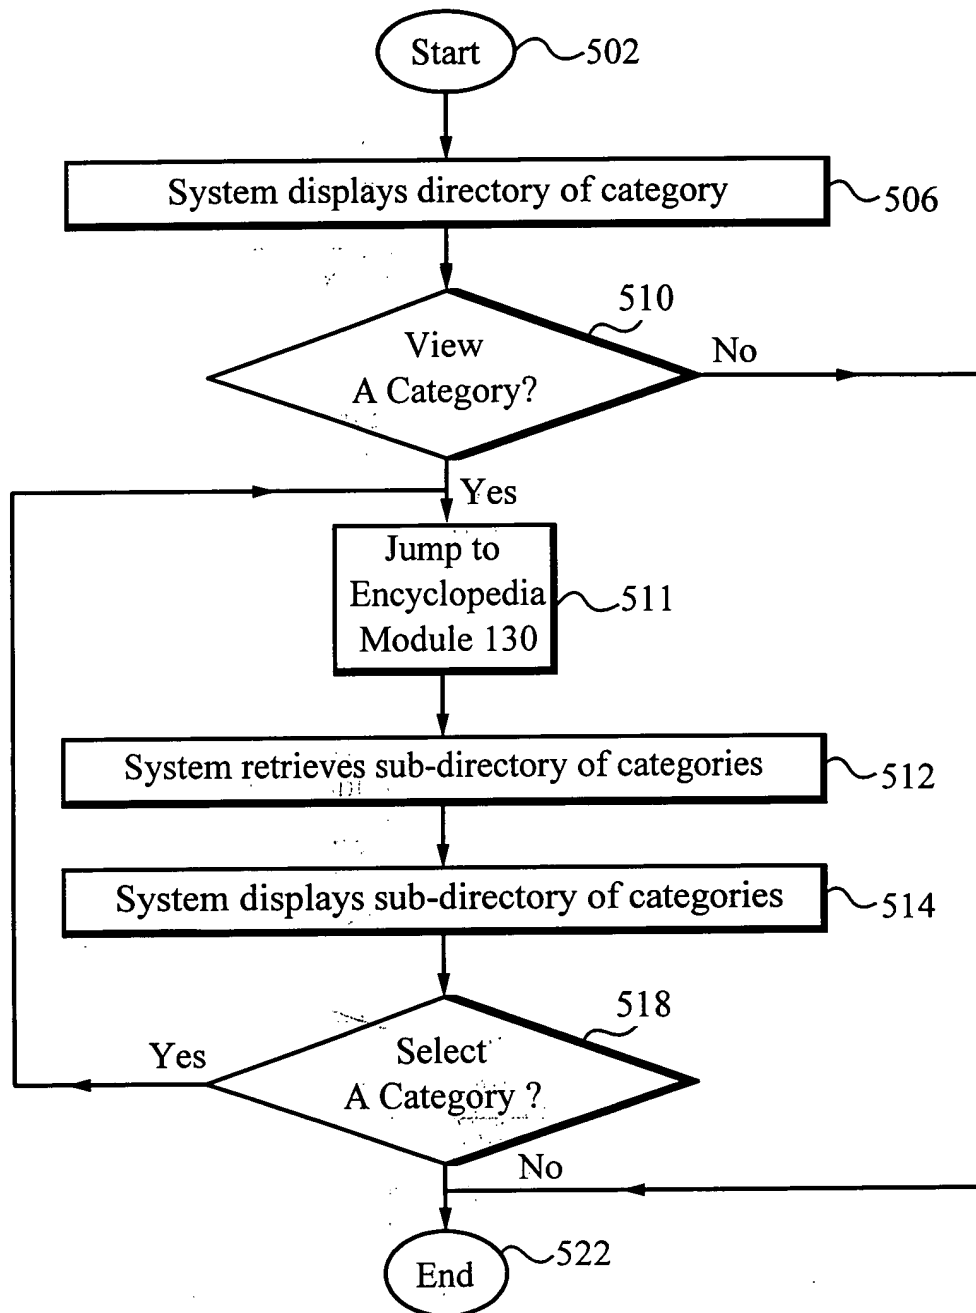 Start
502
System displays directory of category
506
510
View
A Category?
No
Yes
Jump to
Encyclopedia
Module 130
511
System retrieves sub-directory of categories
512
System displays sub-directory of categories
514
518
Select
A Category ?
Yes
No
End
522